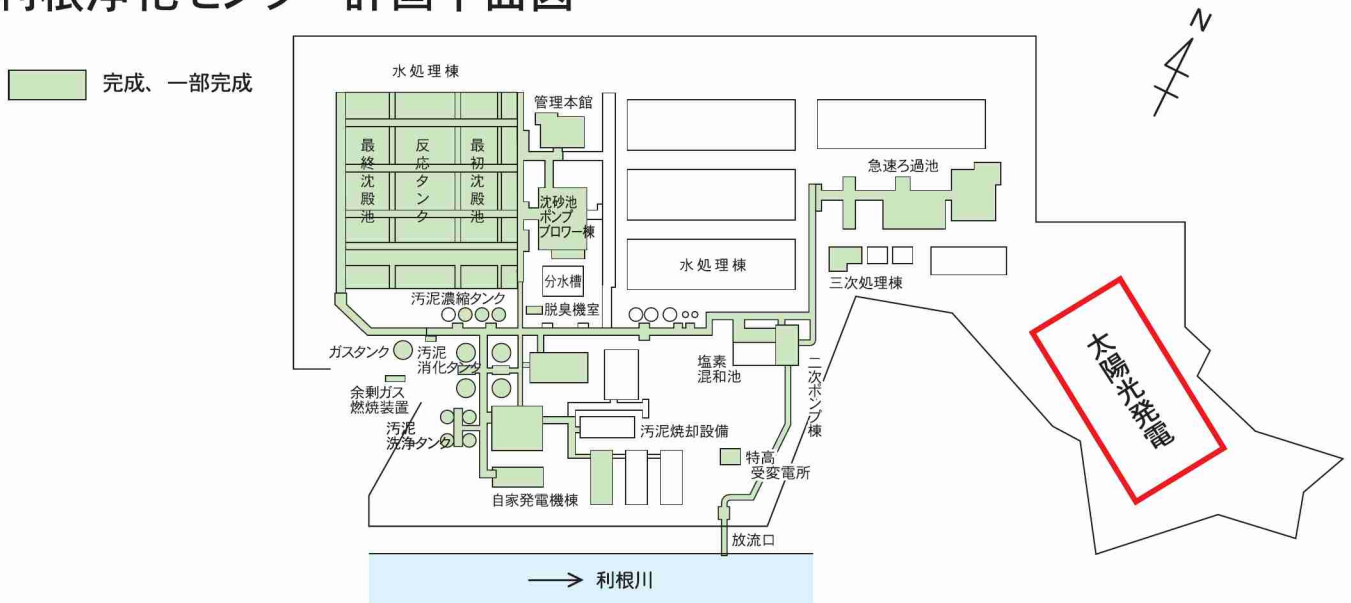 利根浄化センター計画平面図
完成、一部完成
N
水処理棟
管理本館
最終沈殿池
反応タンク
最初沈殿池
沈砂池
ポンプ
ブロワー棟
急速ろ過池
水処理棟
三次処理棟
分水槽
汚泥濃縮タンク
脱臭機室
ガスタンク
汚泥
消化タンク
塩素
混和池
二次ポンプ棟
太陽光発電
余剰ガス
燃焼装置
汚泥
洗浄タンク
汚泥焼却設備
特高
受変電所
自家発電機棟
放流口
利根川